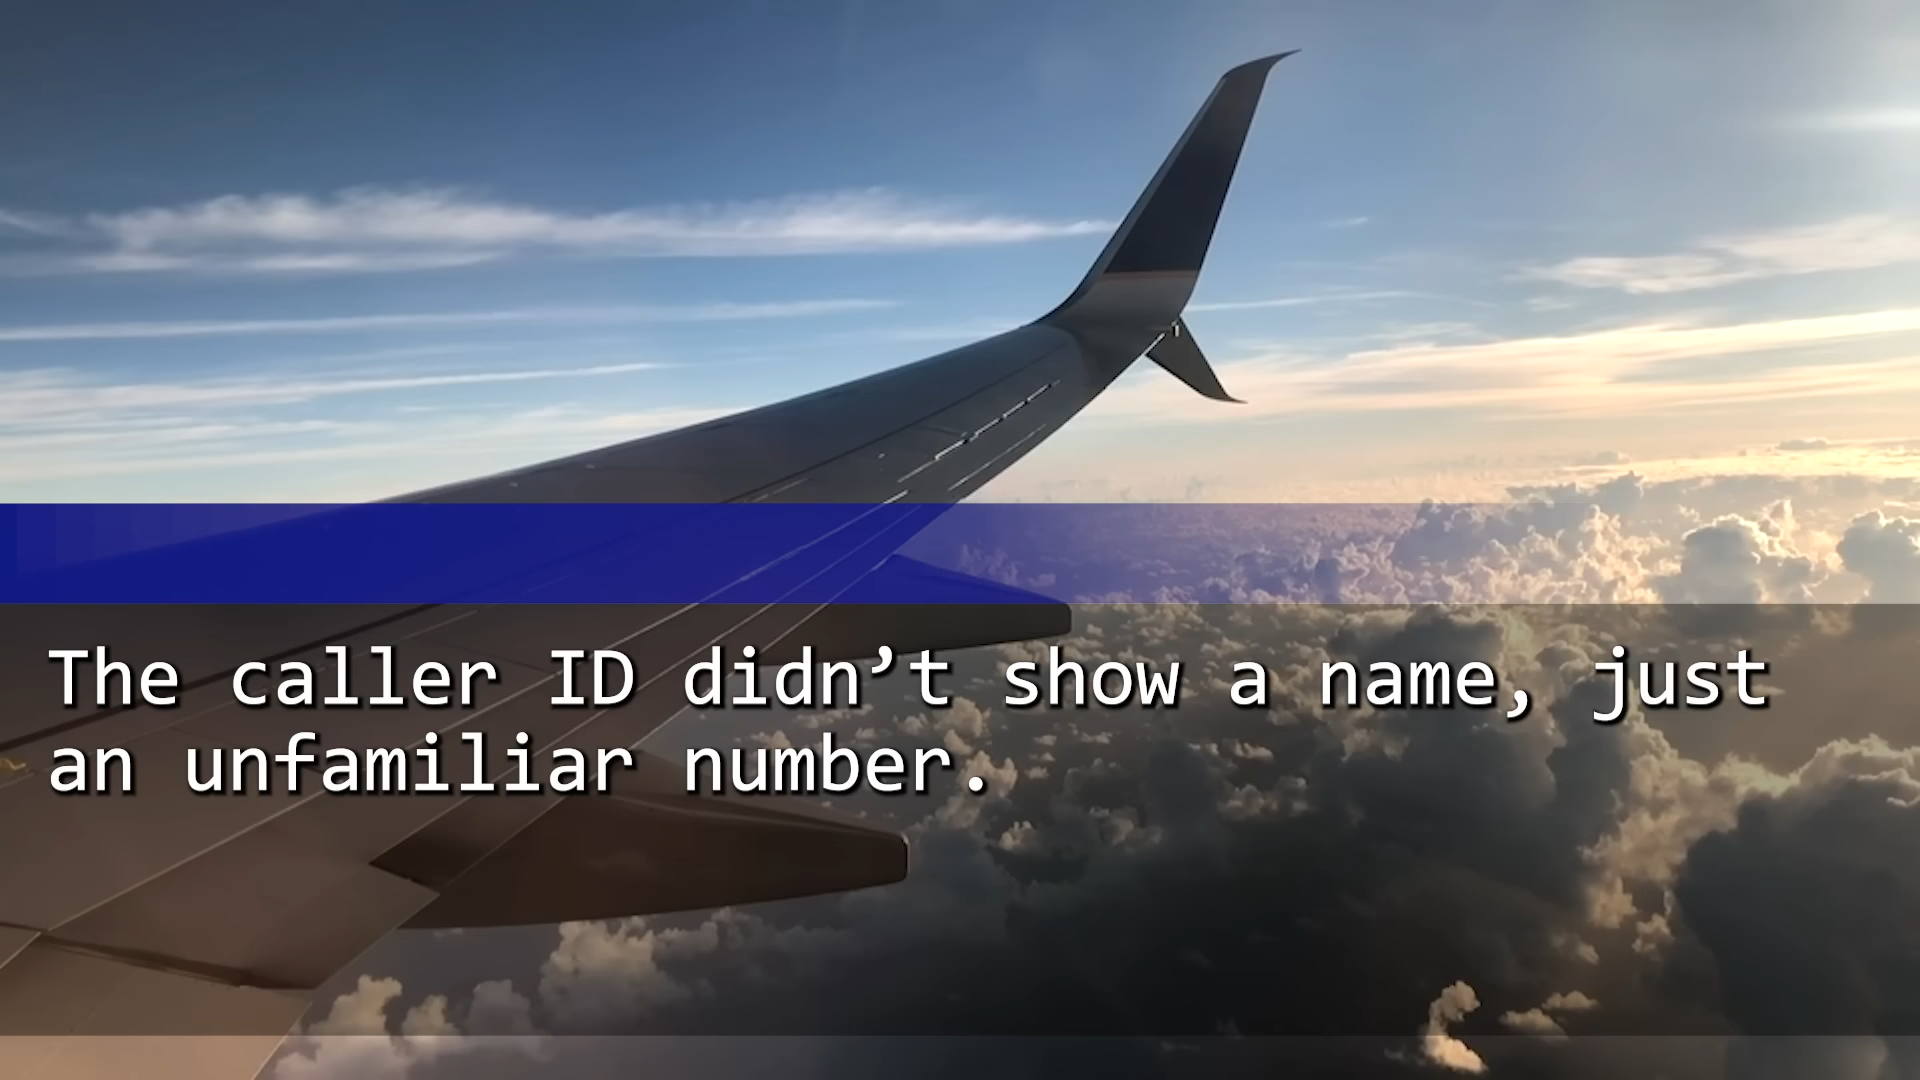 The caller ID didn’t show a name, just
an unfamiliar number.